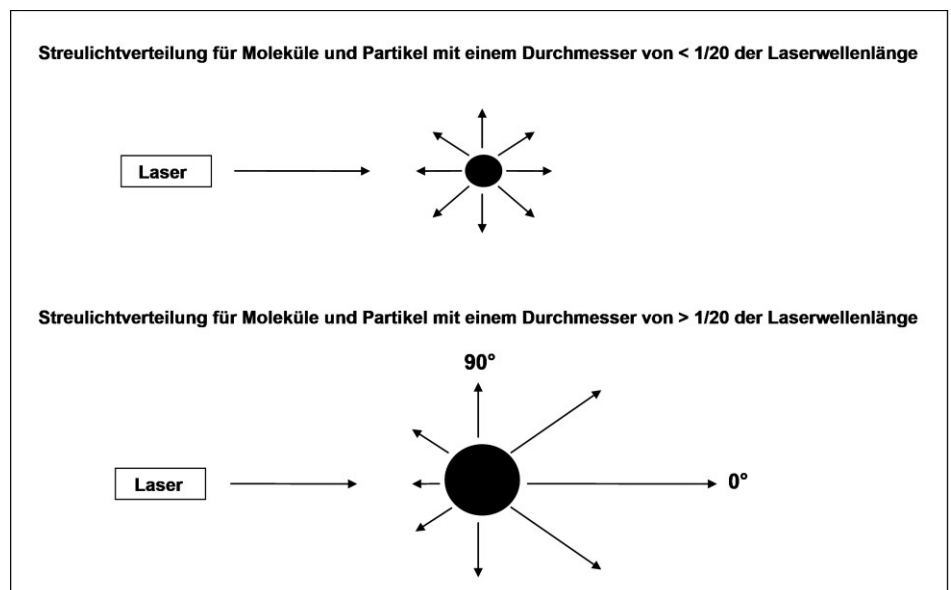 Streulichtverteilung für Moleküle und Partikel mit einem Durchmesser von < 1/20 der Laserwellenlänge
Laser
Streulichtverteilung für Moleküle und Partikel mit einem Durchmesser von > 1/20 der Laserwellenlänge
90°
Laser
0°